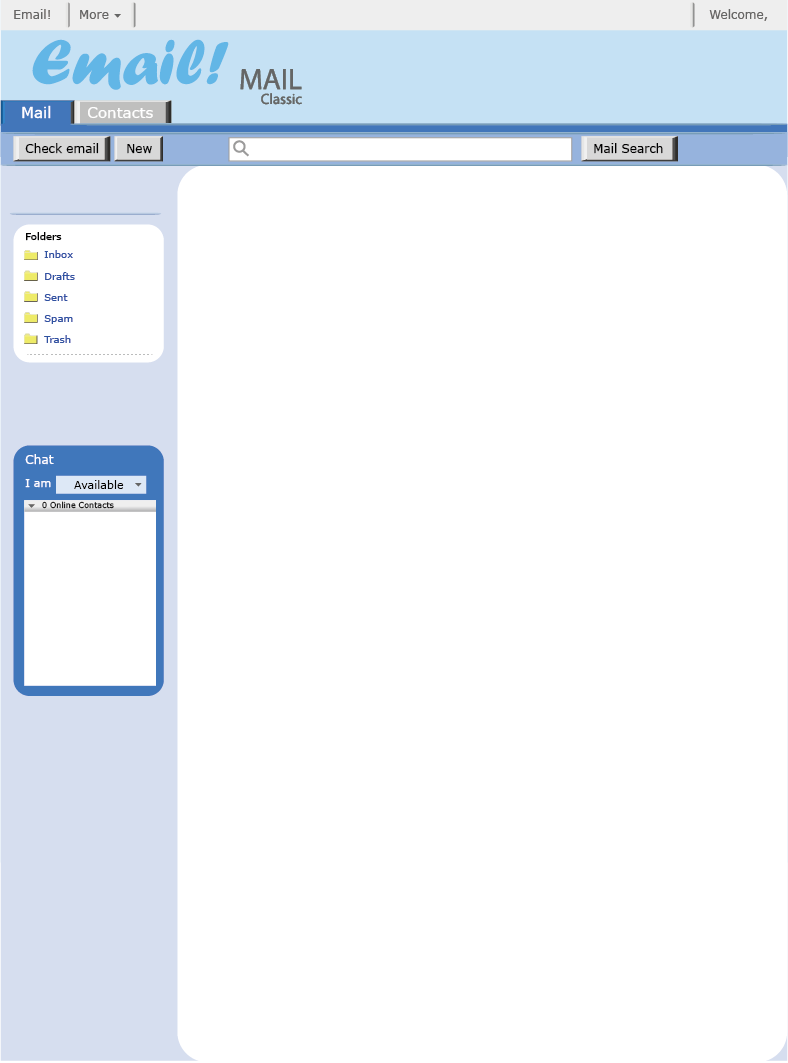 Email! More Welcome,
Email! MAIL
Classic
Mail Contacts
Check email New Mail Search
Folders
Inbox
Drafts
Sent
Spam
Trash
Chat
I am Available
0 Online Contacts